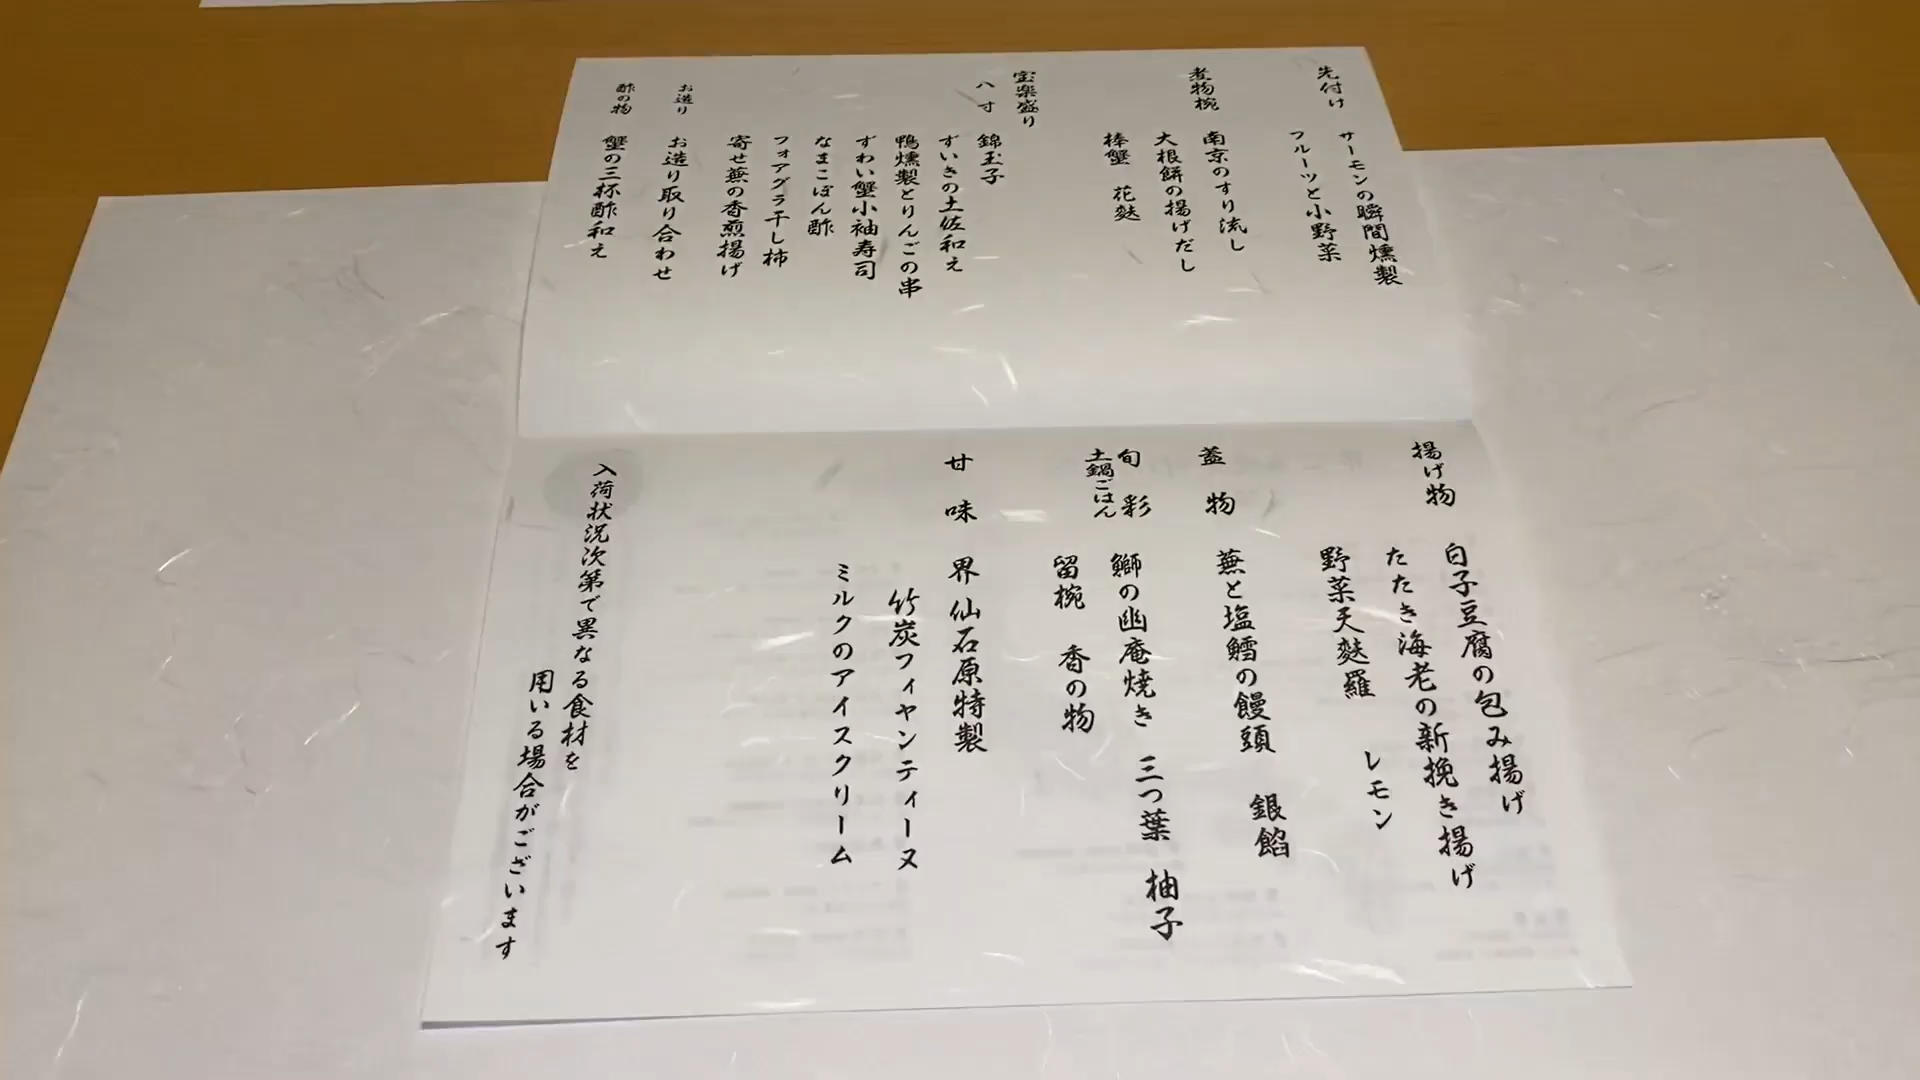 先付け
サーモンの瞬間燻製
フルーツと小野菜
煮物椀
南京のすり流し
大根餅の揚げだし
棒蟹 花麩
宝楽盛り
八寸
錦玉子
ずいきの土佐和え
鴨燻製とりんごの串
ずわい蟹小袖寿司
なまこぽん酢
フォアグラ干し柿
寄せ蕪の香煎揚げ
お造り
お造り取り合わせ
酢の物
蟹の三杯酢和え
揚げ物
白子豆腐の包み揚げ
たたき海老の新挽き揚げ
野菜天麩羅 レモン
蓋物
蕪と塩鱈の饅頭 銀餡
旬彩
土鍋ごはん
鰤の幽庵焼き 三つ葉 柚子
留椀 香の物
甘味
界 仙石原特製
竹炭フィヤンティーヌ
ミルクのアイスクリーム
入荷状況次第で異なる食材を
用いる場合がございます